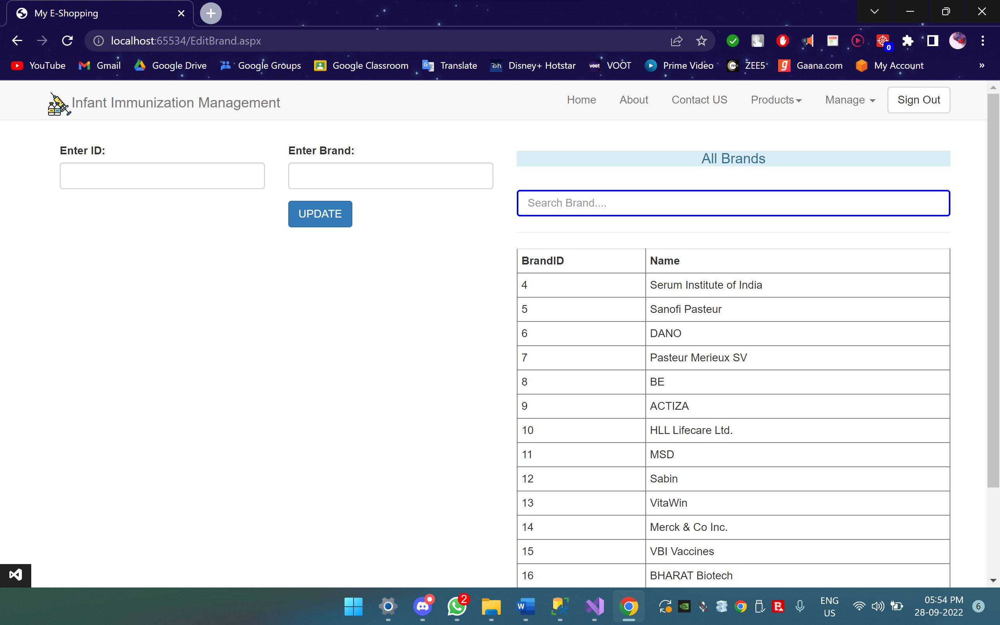 My E-Shopping
localhost:65534/EditBrand.aspx
0
YouTube Gmail Google Drive Google Groups Google Classroom Translate Disney+ Hotstar voot VOOT Prime Video ZEE5 Gaana.com My Account »
Infant Immunization Management
Home About Contact US Products Manage Sign Out
Enter ID: Enter Brand:
UPDATE
All Brands
Search Brand....
BrandID Name
4 Serum Institute of India
5 Sanofi Pasteur
6 DANO
7 Pasteur Merieux SV
8 BE
9 ACTIZA
10 HLL Lifecare Ltd.
11 MSD
12 Sabin
13 VitaWin
14 Merck & Co Inc.
15 VBI Vaccines
16 BHARAT Biotech
2
ENG
US
05:54 PM
28-09-2022
6